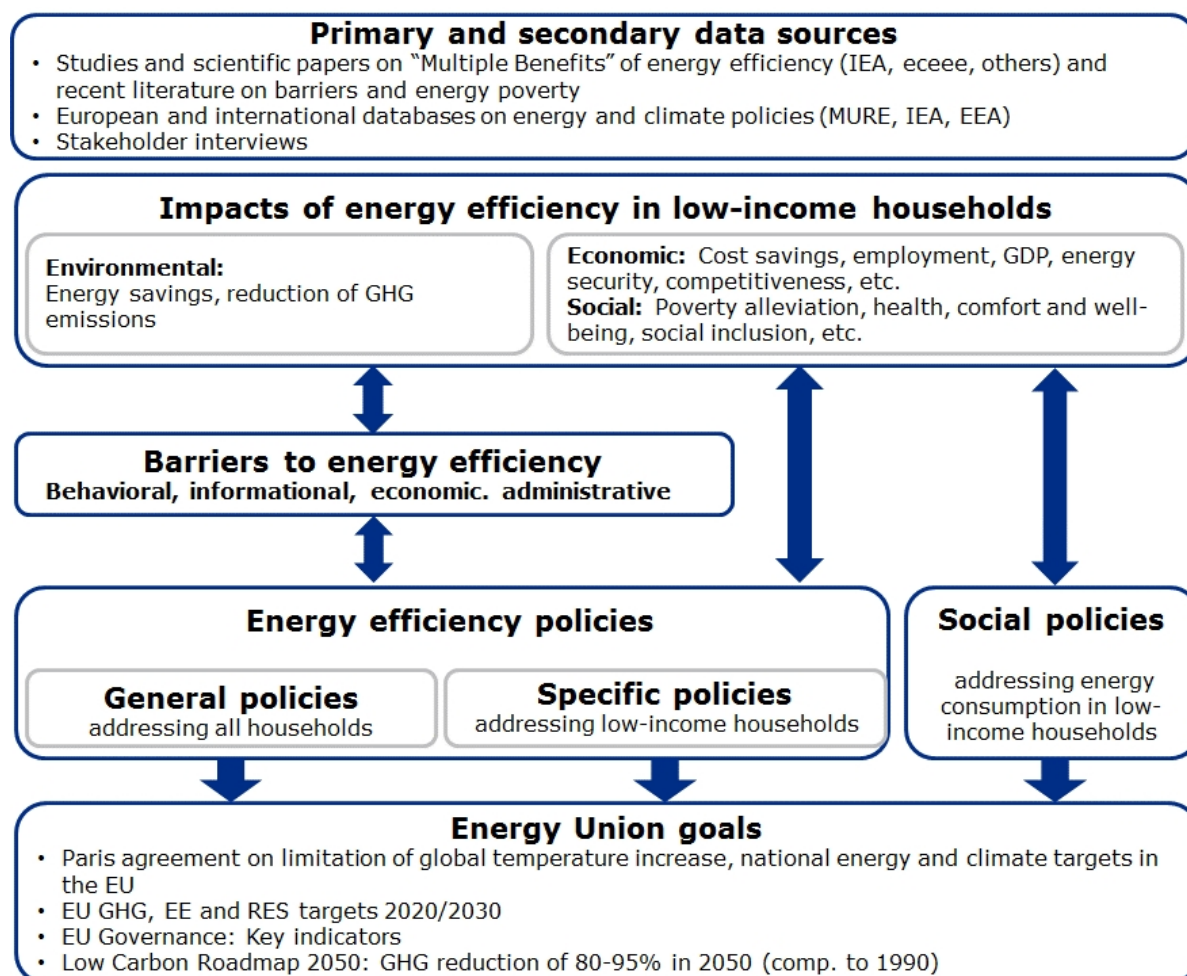 Primary and secondary data sources
• Studies and scientific papers on “Multiple Benefits” of energy efficiency (IEA, eceee, others) and
recent literature on barriers and energy poverty
• European and international databases on energy and climate policies (MURE, IEA, EEA)
• Stakeholder interviews
Impacts of energy efficiency in low-income households
Environmental:
Energy savings, reduction of GHG
emissions
Economic: Cost savings, employment, GDP, energy
security, competitiveness, etc.
Social: Poverty alleviation, health, comfort and well-
being, social inclusion, etc.
Barriers to energy efficiency
Behavioral, informational, economic. administrative
Energy efficiency policies
General policies
addressing all households
Specific policies
addressing low-income households
Social policies
addressing energy
consumption in low-
income households
Energy Union goals
• Paris agreement on limitation of global temperature increase, national energy and climate targets in
the EU
• EU GHG, EE and RES targets 2020/2030
• EU Governance: Key indicators
• Low Carbon Roadmap 2050: GHG reduction of 80-95% in 2050 (comp. to 1990)